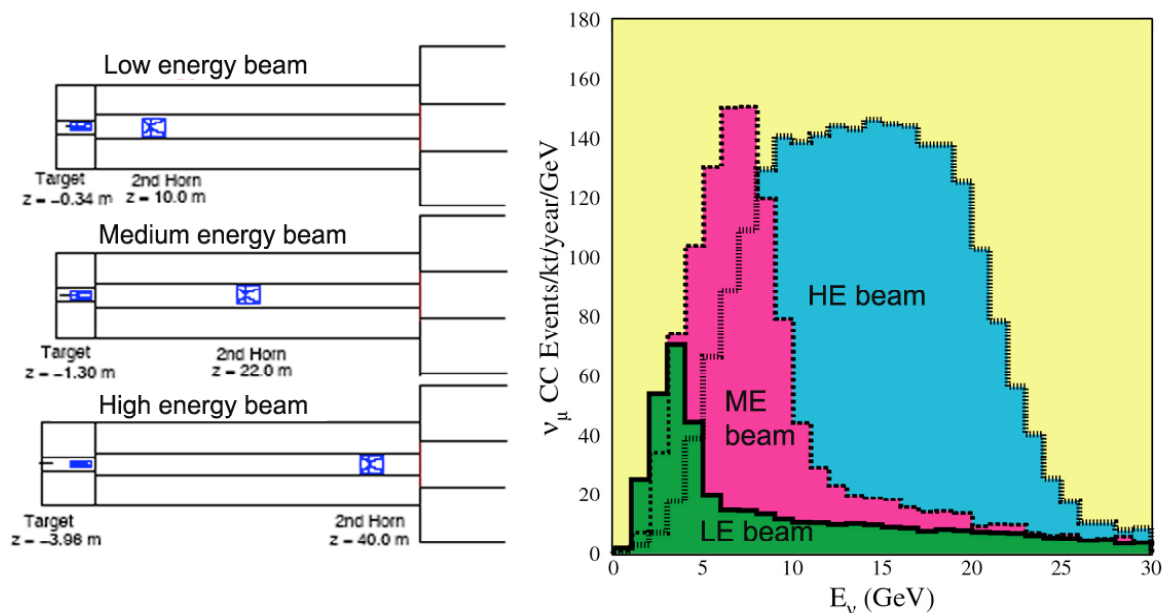 Low energy beam
Target
z = -0.34 m
2nd Horn
z = 10.0 m
Medium energy beam
Target
z = -1.30 m
2nd Horn
z = 22.0 m
High energy beam
Target
z = -3.96 m
2nd Horn
z = 40.0 m
ν_μ CC Events/kt/year/GeV
180
160
140
120
100
80
60
40
20
0
HE beam
ME
beam
LE beam
0 5 10 15 20 25 30
E_ν (GeV)